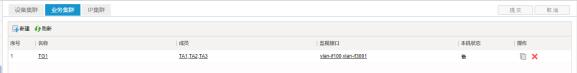 设备集群 业务集群 IP集群 提交 取消
新建 刷新
序号 名称 成员 监视接口 本机状态 操作
1 TG1 TA1,TA2,TA3 vlan-if100,vlan-if3001 主